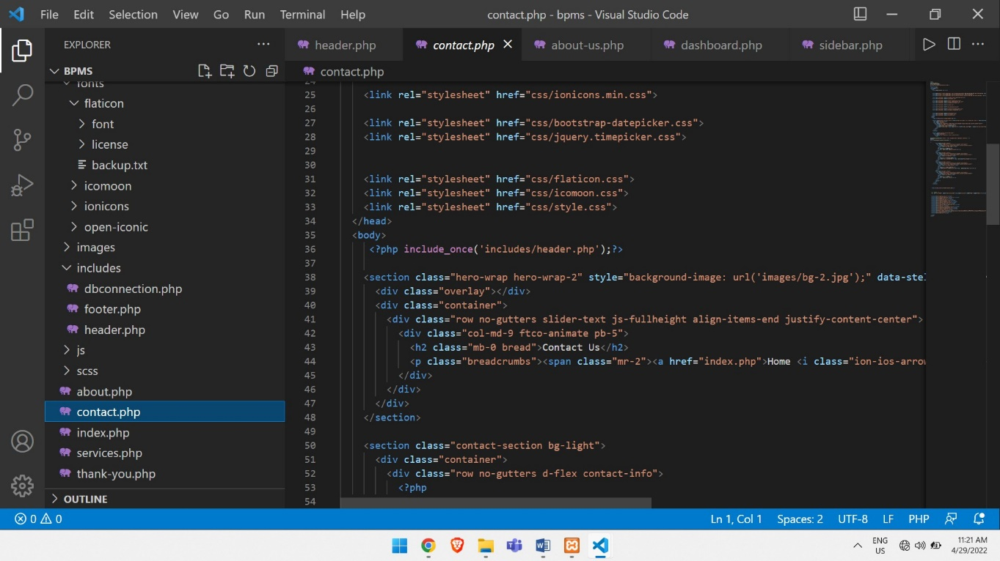 File Edit Selection View Go Run Terminal Help
contact.php - bpms - Visual Studio Code
EXPLORER
header.php
contact.php
about-us.php
dashboard.php
sidebar.php
BPMS
contact.php
fonts
flaticon
font
license
backup.txt
icomoon
ionicons
open-iconic
images
includes
dbconnection.php
footer.php
header.php
js
scss
about.php
contact.php
index.php
services.php
thank-you.php
OUTLINE
24
25 <link rel="stylesheet" href="css/ionicons.min.css">
26
27 <link rel="stylesheet" href="css/bootstrap-datepicker.css">
28 <link rel="stylesheet" href="css/jquery.timepicker.css">
29
30
31 <link rel="stylesheet" href="css/flaticon.css">
32 <link rel="stylesheet" href="css/icomoon.css">
33 <link rel="stylesheet" href="css/style.css">
34 </head>
35 <body>
36 <?php include_once('includes/header.php');?>
37
38 <section class="hero-wrap hero-wrap-2" style="background-image: url('images/bg-2.jpg');" data-stel
39 <div class="overlay"></div>
40 <div class="container">
41 <div class="row no-gutters slider-text js-fullheight align-items-end justify-content-center">
42 <div class="col-md-9 ftco-animate pb-5">
43 <h2 class="mb-0 bread">Contact Us</h2>
44 <p class="breadcrumbs"><span class="mr-2"><a href="index.php">Home <i class="ion-ios-arrow
45 </div>
46 </div>
47 </div>
48 </section>
49
50 <section class="contact-section bg-light">
51 <div class="container">
52 <div class="row no-gutters d-flex contact-info">
53 <?php
54
0 0
Ln 1, Col 1 Spaces: 2 UTF-8 LF PHP
ENG
US
11:21 AM
4/29/2022